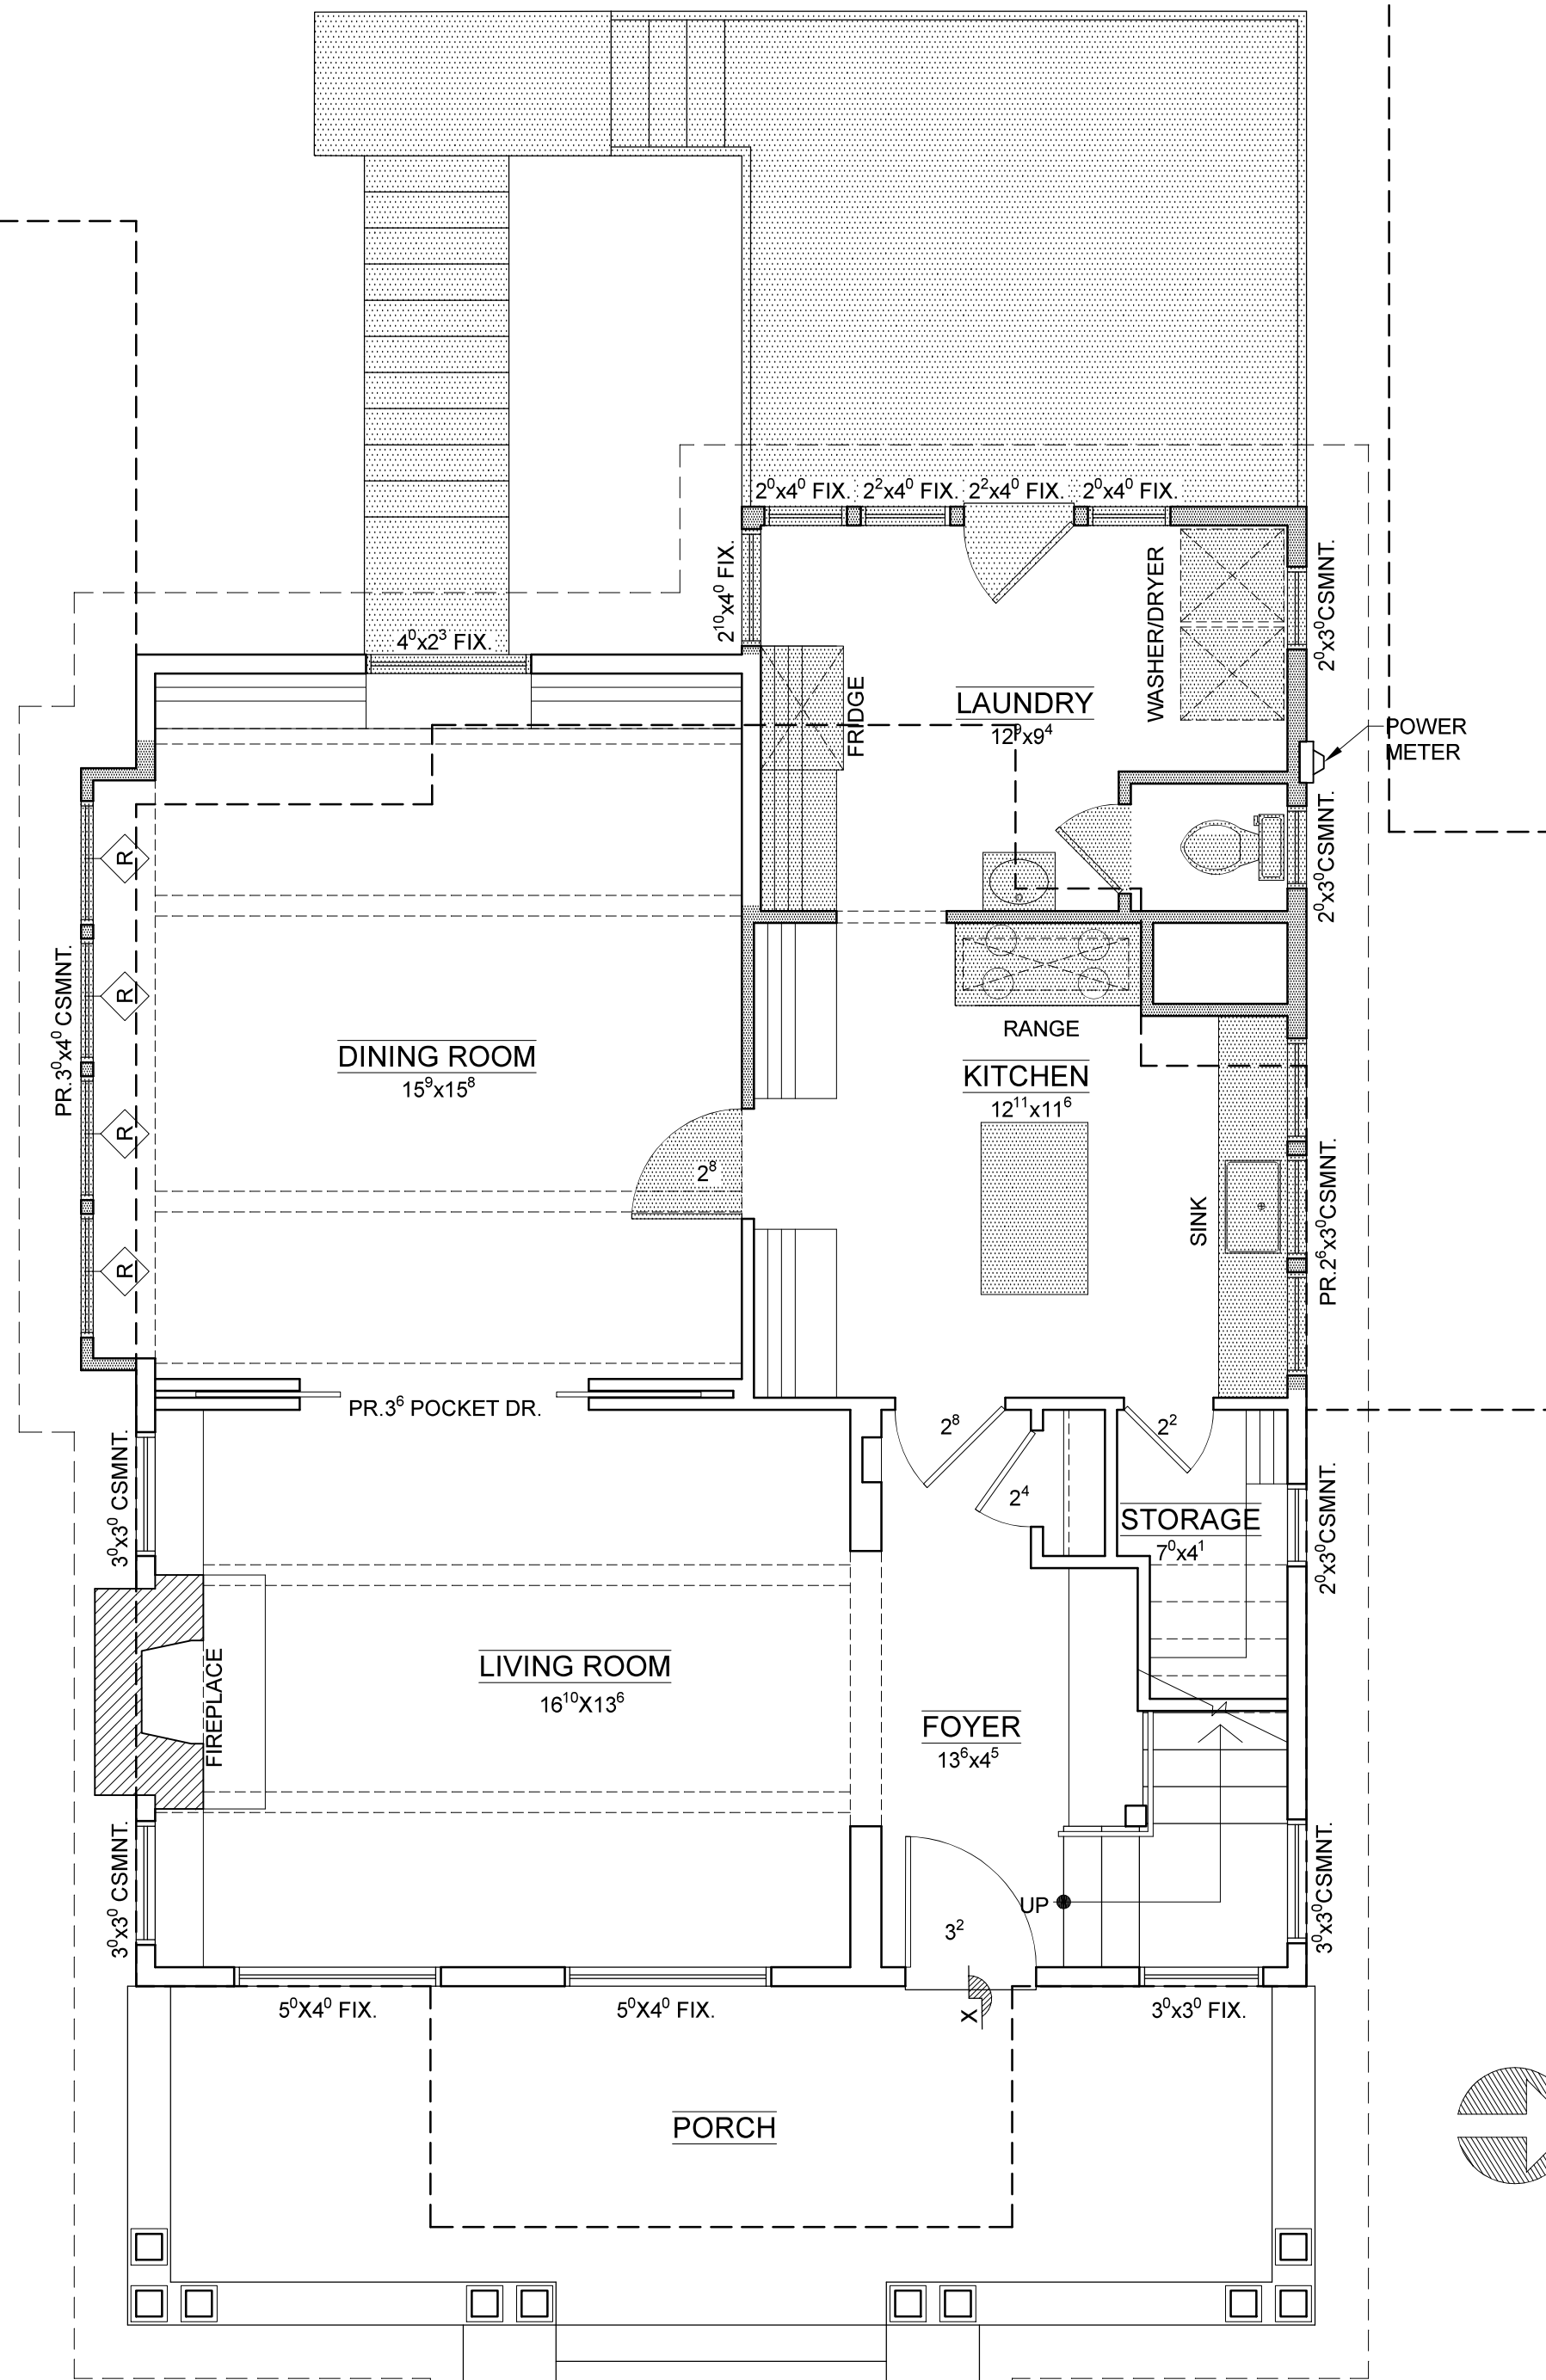 2⁰x4⁰ FIX.
2²x4⁰ FIX.
2²x4⁰ FIX.
2⁰x4⁰ FIX.
2¹⁰x4⁰ FIX.
WASHER/DRYER
2⁰x3⁰CSMNT.
4⁰x2³ FIX.
FRIDGE
LAUNDRY
12⁹x9⁴
POWER
METER
2⁰x3⁰CSMNT.
R
R
R
R
PR.3⁰x4⁰ CSMNT.
DINING ROOM
15⁹x15⁸
RANGE
KITCHEN
12¹¹x11⁶
2⁸
SINK
PR.2⁶x3⁰CSMNT.
PR.3⁶ POCKET DR.
3⁰x3⁰ CSMNT.
2⁸
2⁴
2²
STORAGE
7⁰x4¹
2⁰x3⁰CSMNT.
FIREPLACE
LIVING ROOM
16¹⁰X13⁶
FOYER
13⁶x4⁵
3⁰x3⁰ CSMNT.
UP
3²
3⁰x3⁰CSMNT.
X
5⁰X4⁰ FIX.
5⁰X4⁰ FIX.
3⁰x3⁰ FIX.
PORCH